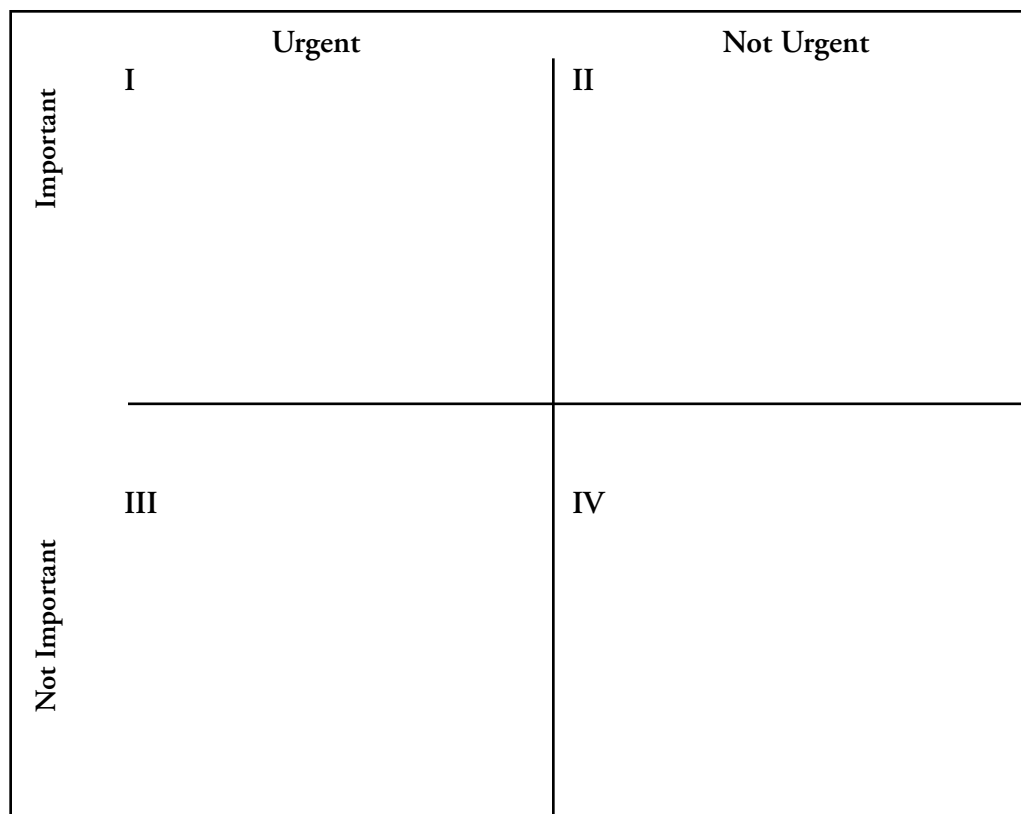 Urgent
Not Urgent
I
II
Important
III
IV
Not Important